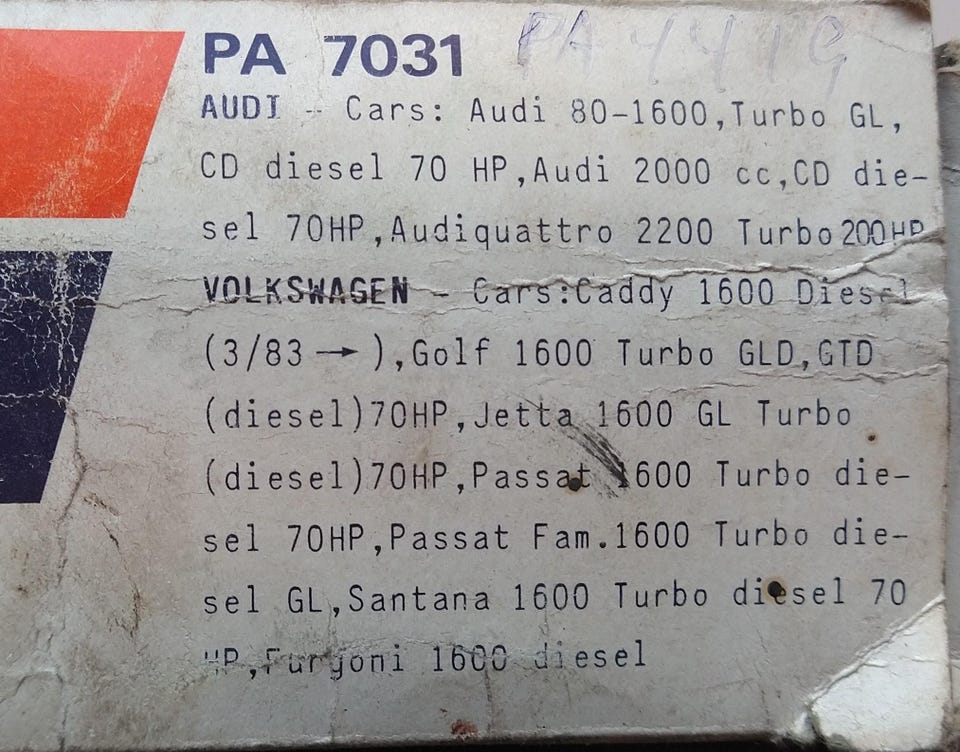 PA 7031 PA 4419
AUDI - Cars: Audi 80-1600,Turbo GL,
CD diesel 70 HP,Audi 2000 cc,CD die-
sel 70HP,Audiquattro 2200 Turbo 200HP
VOLKSWAGEN - Cars:Caddy 1600 Diesel
(3/83 → ),Golf 1600 Turbo GLD,GTD
(diesel)70HP,Jetta 1600 GL Turbo
(diesel)70HP,Passat 1600 Turbo die-
sel 70HP,Passat Fam.1600 Turbo die-
sel GL,Santana 1600 Turbo diesel 70
HP,Furgoni 1600 diesel